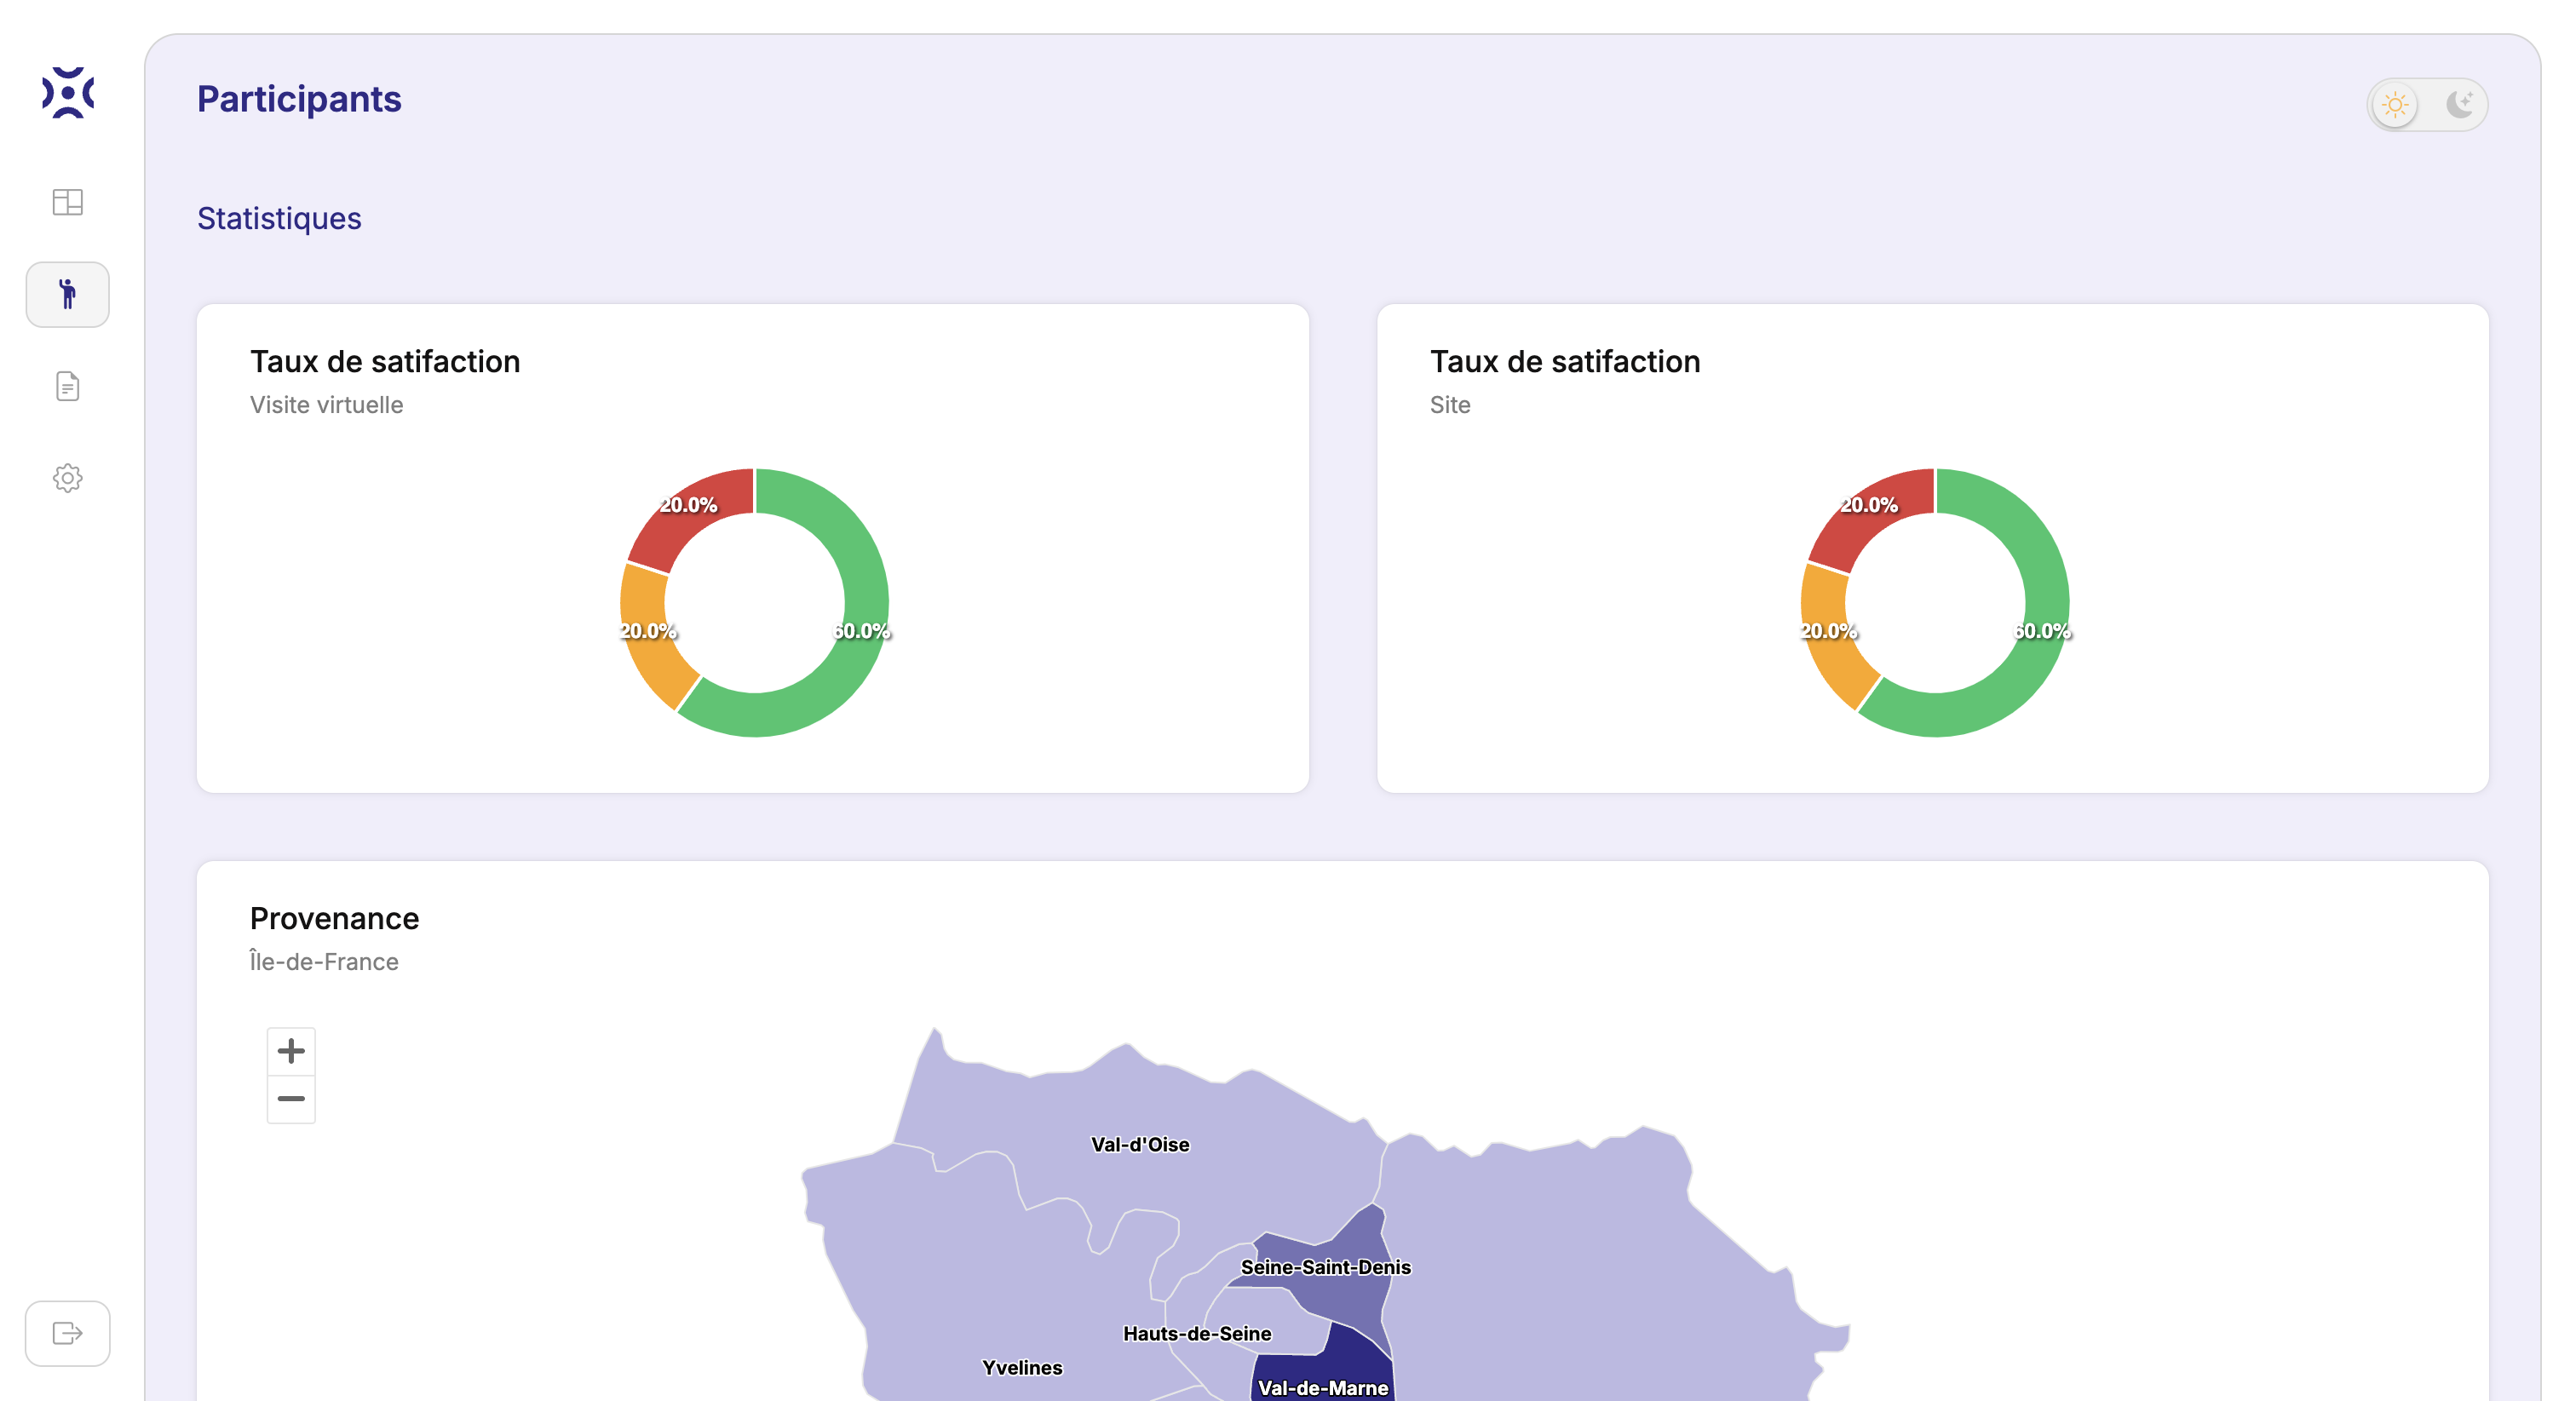 Participants
Statistiques
Taux de satifaction
Visite virtuelle
20.0%
20.0%
60.0%
Taux de satifaction
Site
20.0%
20.0%
60.0%
Provenance
Île-de-France
+
−
Val-d'Oise
Seine-Saint-Denis
Hauts-de-Seine
Yvelines
Val-de-Marne